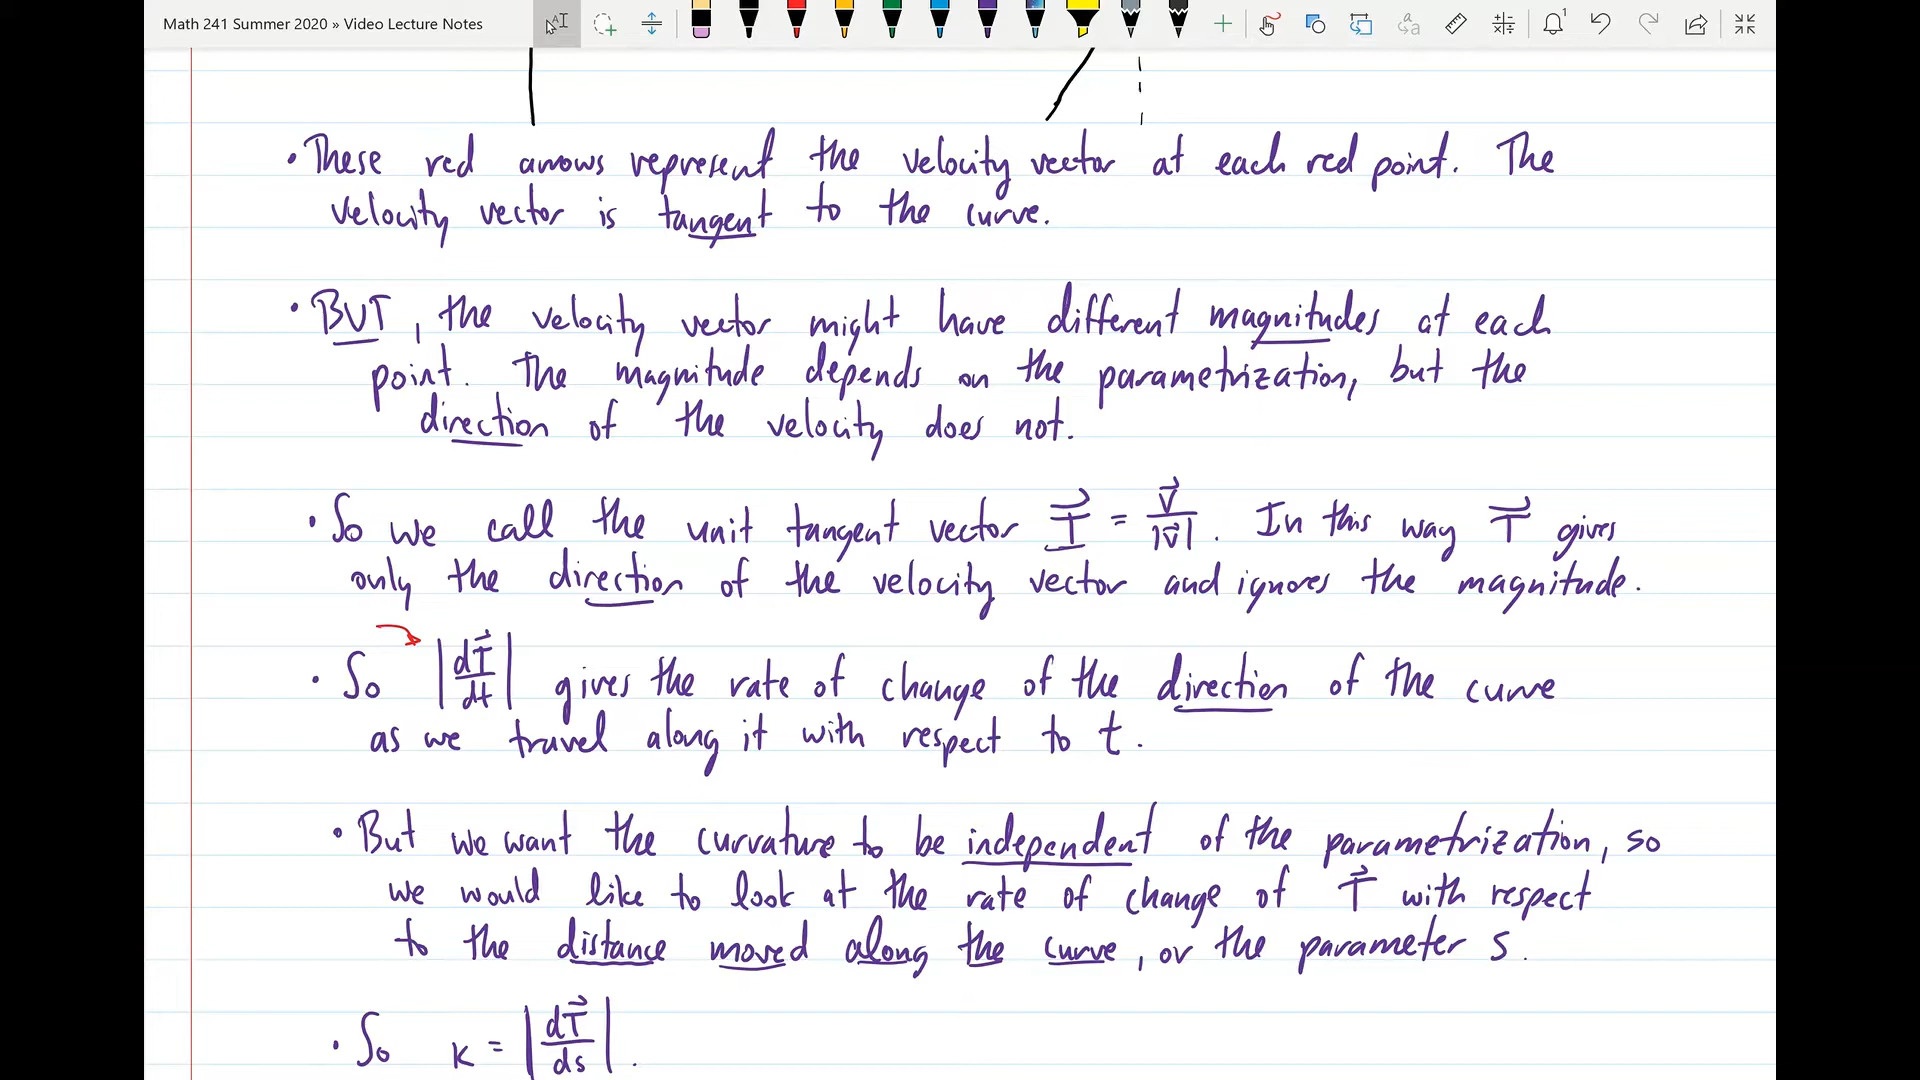 Math 241 Summer 2020 » Video Lecture Notes
• These red arrows represent the velocity vector at each red point. The
velocity vector is tangent to the curve.
• BUT, the velocity vector might have different magnitudes at each
point. The magnitude depends on the parametrization, but the
direction of the velocity does not.
• So we call the unit tangent vector T⃗ = v⃗/|v⃗|. In this way T⃗ gives
only the direction of the velocity vector and ignores the magnitude.
• So |dT⃗/dt| gives the rate of change of the direction of the curve
as we travel along it with respect to t.
• But we want the curvature to be independent of the parametrization, so
we would like to look at the rate of change of T⃗ with respect
to the distance moved along the curve, or the parameter s.
• So κ = |dT⃗/ds|.